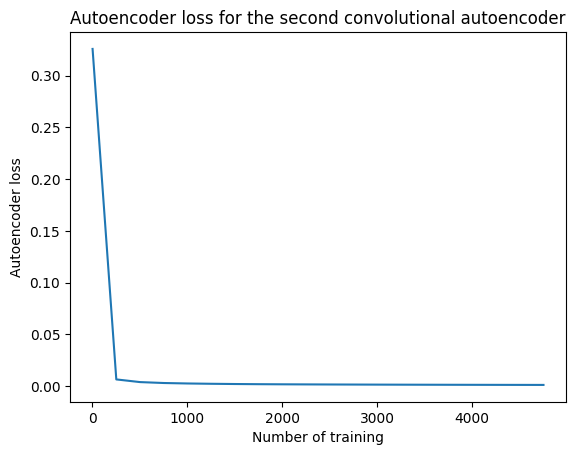 Autoencoder loss for the second convolutional autoencoder
0.30
0.25
0.20
0.15
0.10
0.05
0.00
Autoencoder loss
0 1000 2000 3000 4000
Number of training